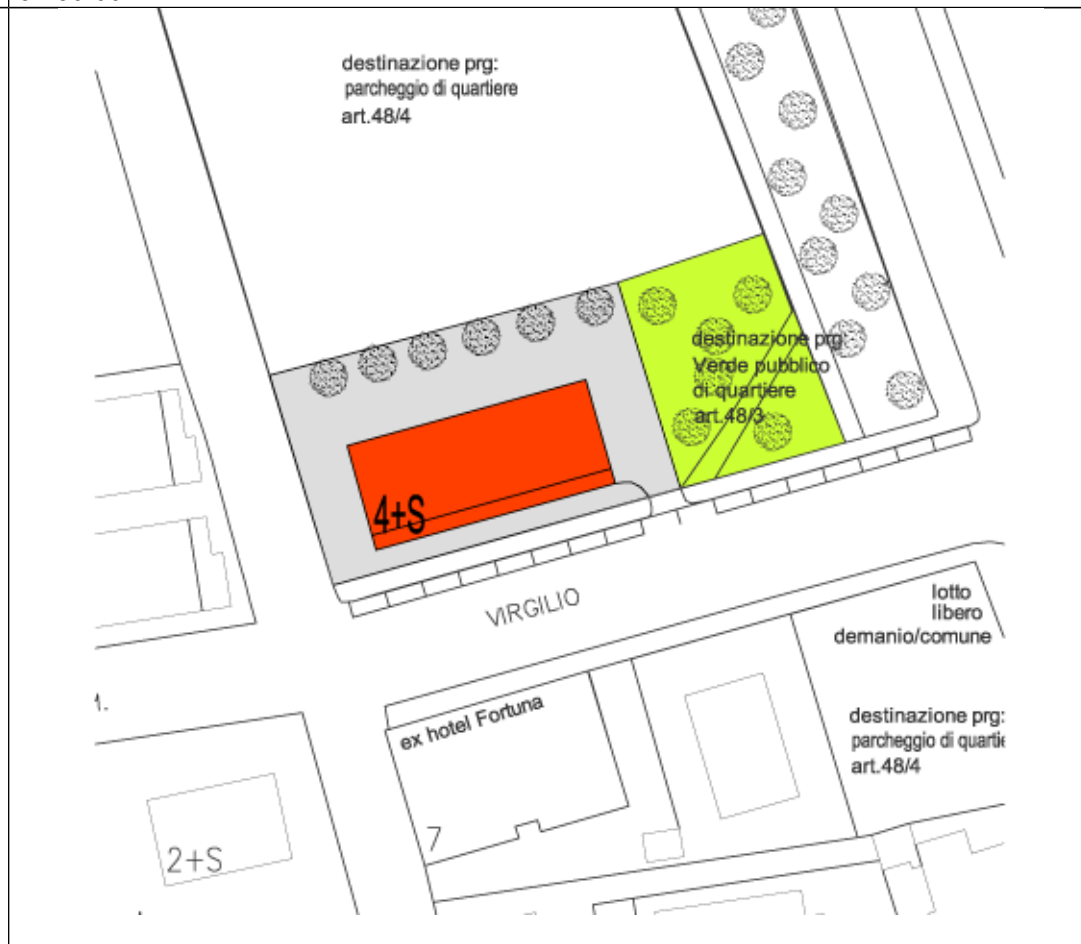 destinazione prg:
parcheggio di quartiere
art.48/4
destinazione prg:
Verde pubblico
di quartiere
art.48/3
4+S
VIRGILIO
lotto
libero
demanio/comune
ex hotel Fortuna
destinazione prg:
parcheggio di quartie
art.48/4
7
2+S